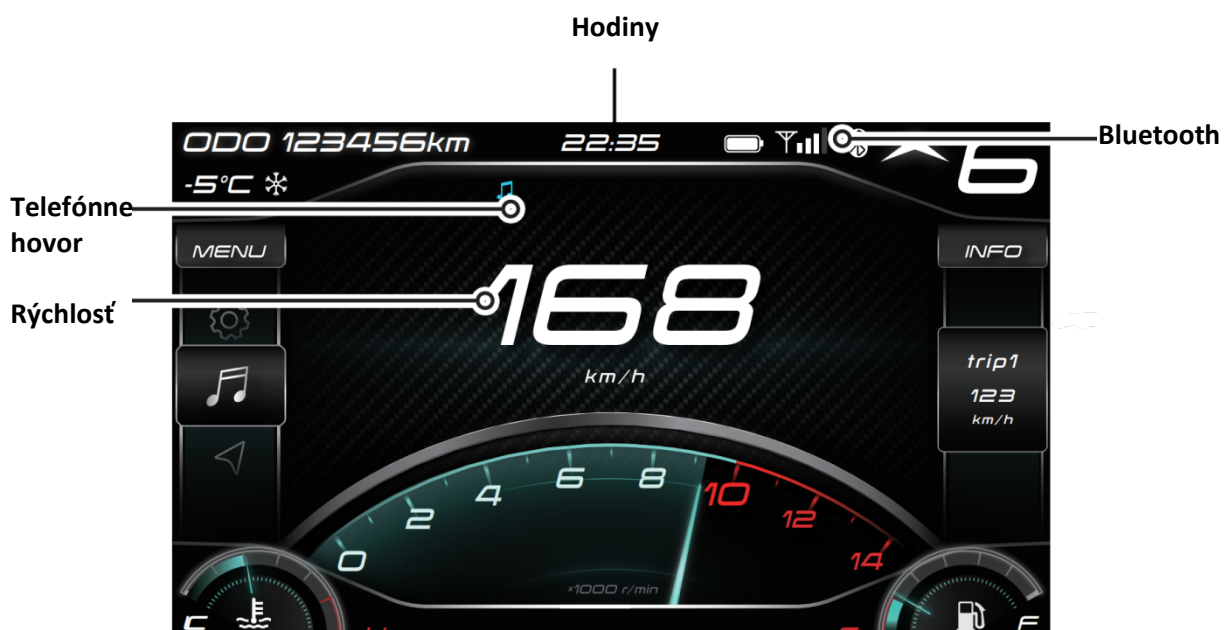 Hodiny
ODO 123456km
22:35
6
Bluetooth
-5°C
Telefónne
hovor
MENU
INFO
168
Rýchlosť
km/h
trip1
123
km/h
0 2 4 6 8 10 12 14
×1000 r/min
F